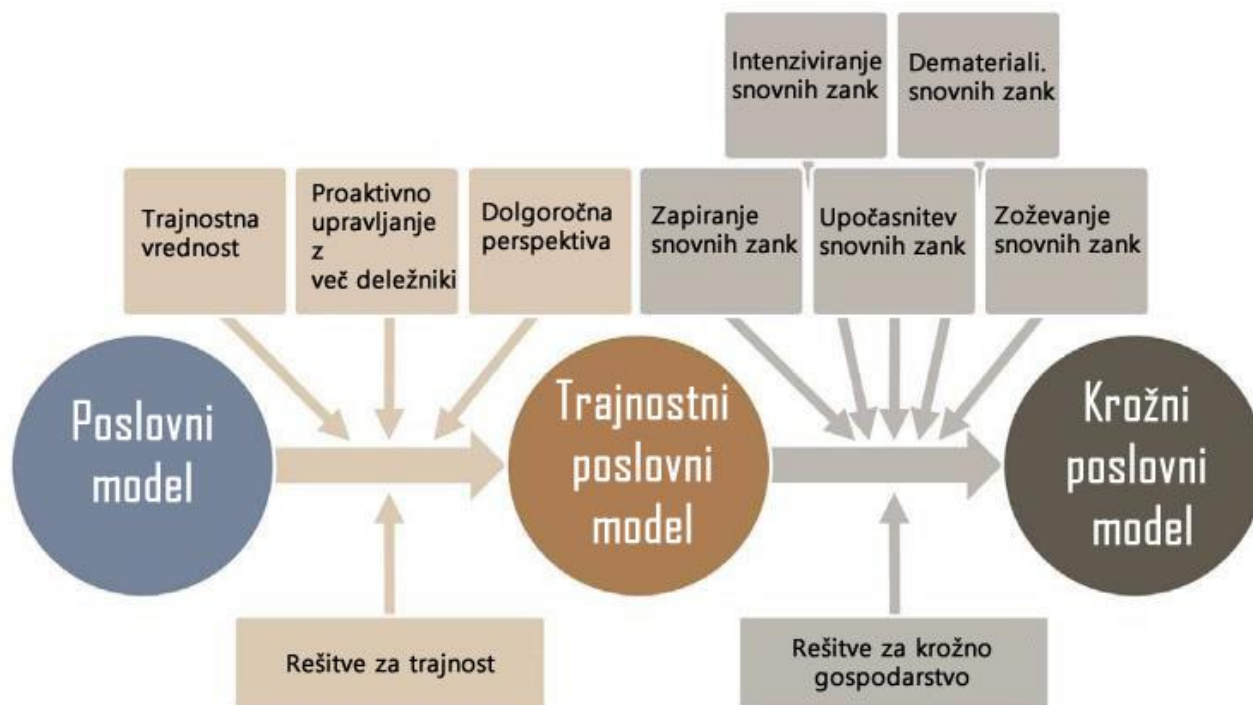 Intenziviranje
snovnih zank
Demateriali.
snovnih zank
Trajnostna
vrednost
Proaktivno
upravljanje
z
več deležniki
Dolgoročna
perspektiva
Zapiranje
snovnih zank
Upočasnitev
snovnih zank
Zoževanje
snovnih zank
Poslovni
model
Trajnostni
poslovni
model
Krožni
poslovni
model
Rešitve za trajnost
Rešitve za krožno
gospodarstvo